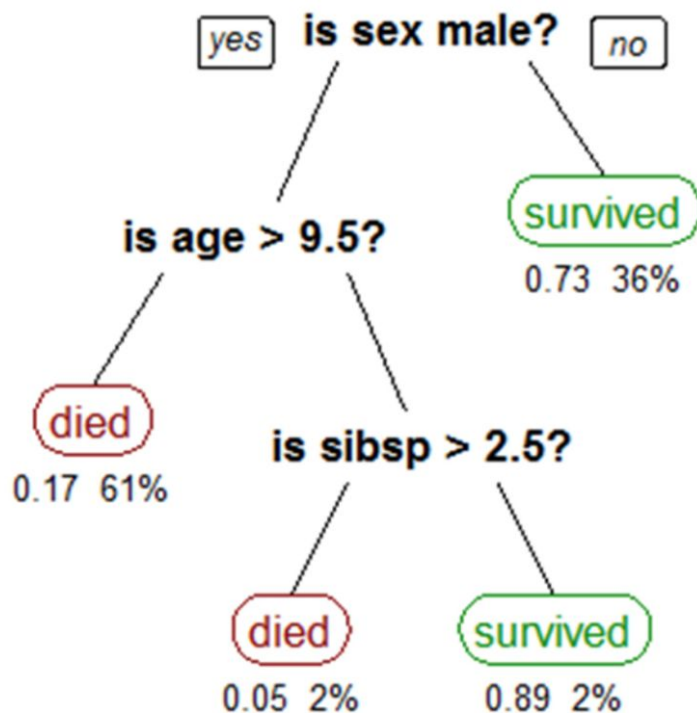 yes is sex male? no
survived
is age > 9.5?
0.73 36%
died
is sibsp > 2.5?
0.17 61%
died survived
0.05 2% 0.89 2%